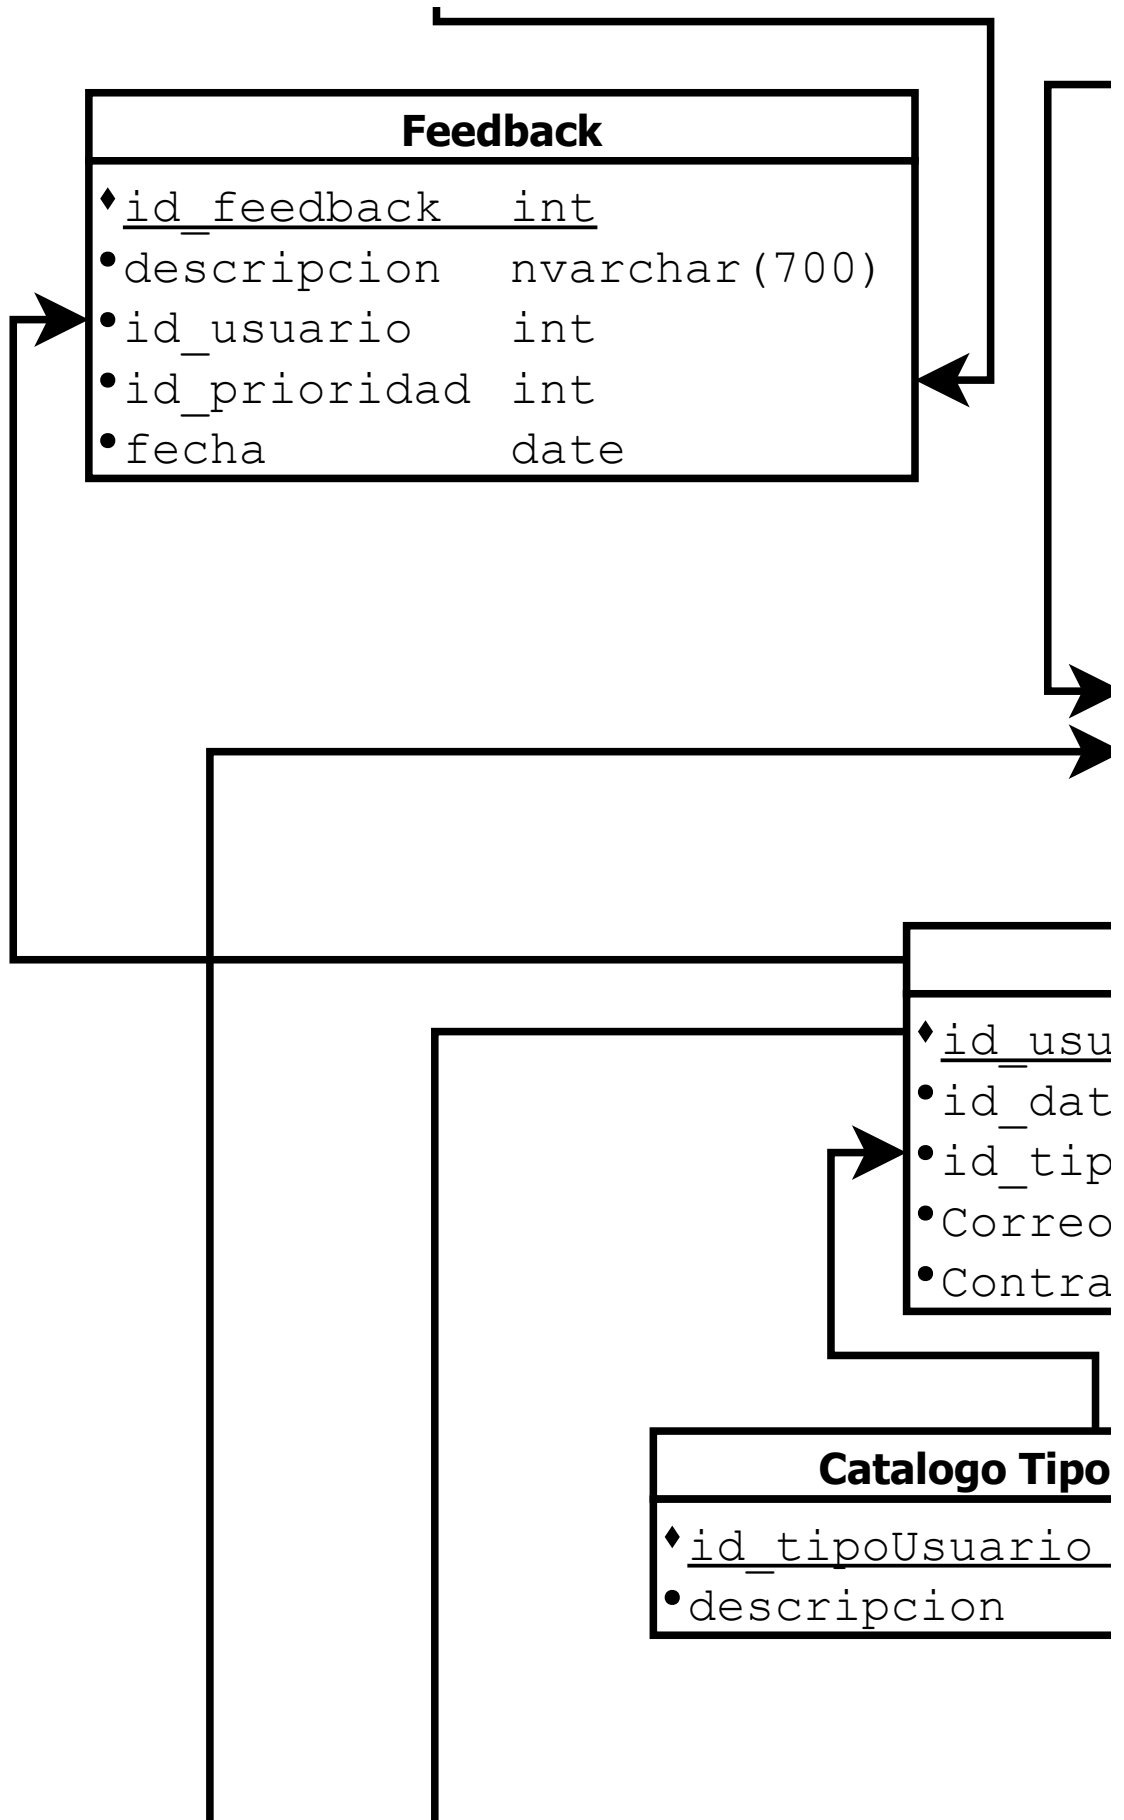 Feedback
id_feedback int
descripcion nvarchar(700)
id_usuario int
id_prioridad int
fecha date
id_usu
id_dat
id_tip
Correo
Contra
Catalogo Tipo
id_tipoUsuario
descripcion